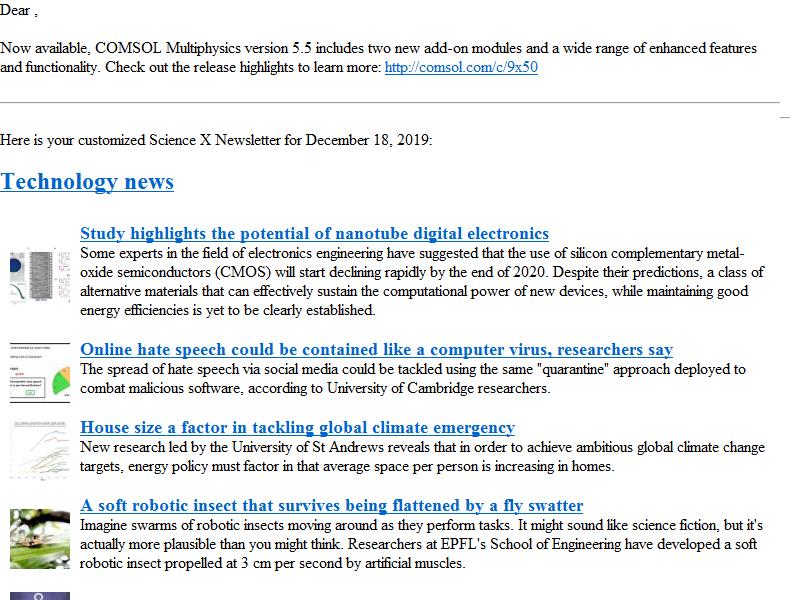 Dear ,
Now available, COMSOL Multiphysics version 5.5 includes two new add-on modules and a wide range of enhanced features
and functionality. Check out the release highlights to learn more: http://comsol.com/c/9x50
Here is your customized Science X Newsletter for December 18, 2019:
Technology news
Study highlights the potential of nanotube digital electronics
Some experts in the field of electronics engineering have suggested that the use of silicon complementary metal-
oxide semiconductors (CMOS) will start declining rapidly by the end of 2020. Despite their predictions, a class of
alternative materials that can effectively sustain the computational power of new devices, while maintaining good
energy efficiencies is yet to be clearly established.
Online hate speech could be contained like a computer virus, researchers say
The spread of hate speech via social media could be tackled using the same "quarantine" approach deployed to
combat malicious software, according to University of Cambridge researchers.
House size a factor in tackling global climate emergency
New research led by the University of St Andrews reveals that in order to achieve ambitious global climate change
targets, energy policy must factor in that average space per person is increasing in homes.
A soft robotic insect that survives being flattened by a fly swatter
Imagine swarms of robotic insects moving around as they perform tasks. It might sound like science fiction, but it's
actually more plausible than you might think. Researchers at EPFL's School of Engineering have developed a soft
robotic insect propelled at 3 cm per second by artificial muscles.